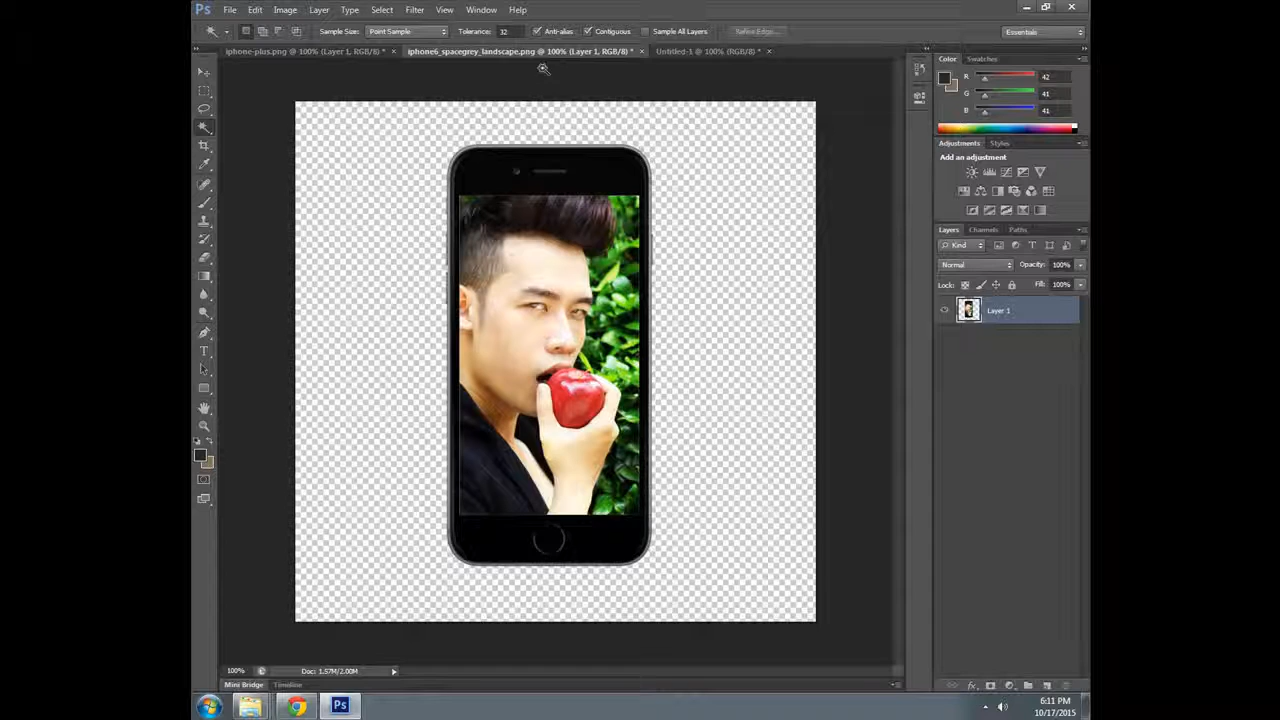 Ps File Edit Image Layer Type Select Filter View Window Help
Sample Size: Point Sample Tolerance: 32 Anti-alias Contiguous Sample All Layers Refine Edge... Essentials
iphone-plus.png @ 100% (Layer 1, RGB/8) * × iphone6_spacegrey_landscape.png @ 100% (Layer 1, RGB/8) * × Untitled-1 @ 100% (RGB/8) * ×
Color Swatches
R 42
G 41
B 41
Adjustments Styles
Add an adjustment
Layers Channels Paths
Kind
Normal Opacity: 100%
Lock: Fill: 100%
Layer 1
100% Doc: 1.57M/2.00M
Mini Bridge Timeline
Ps 6:11 PM
10/17/2015